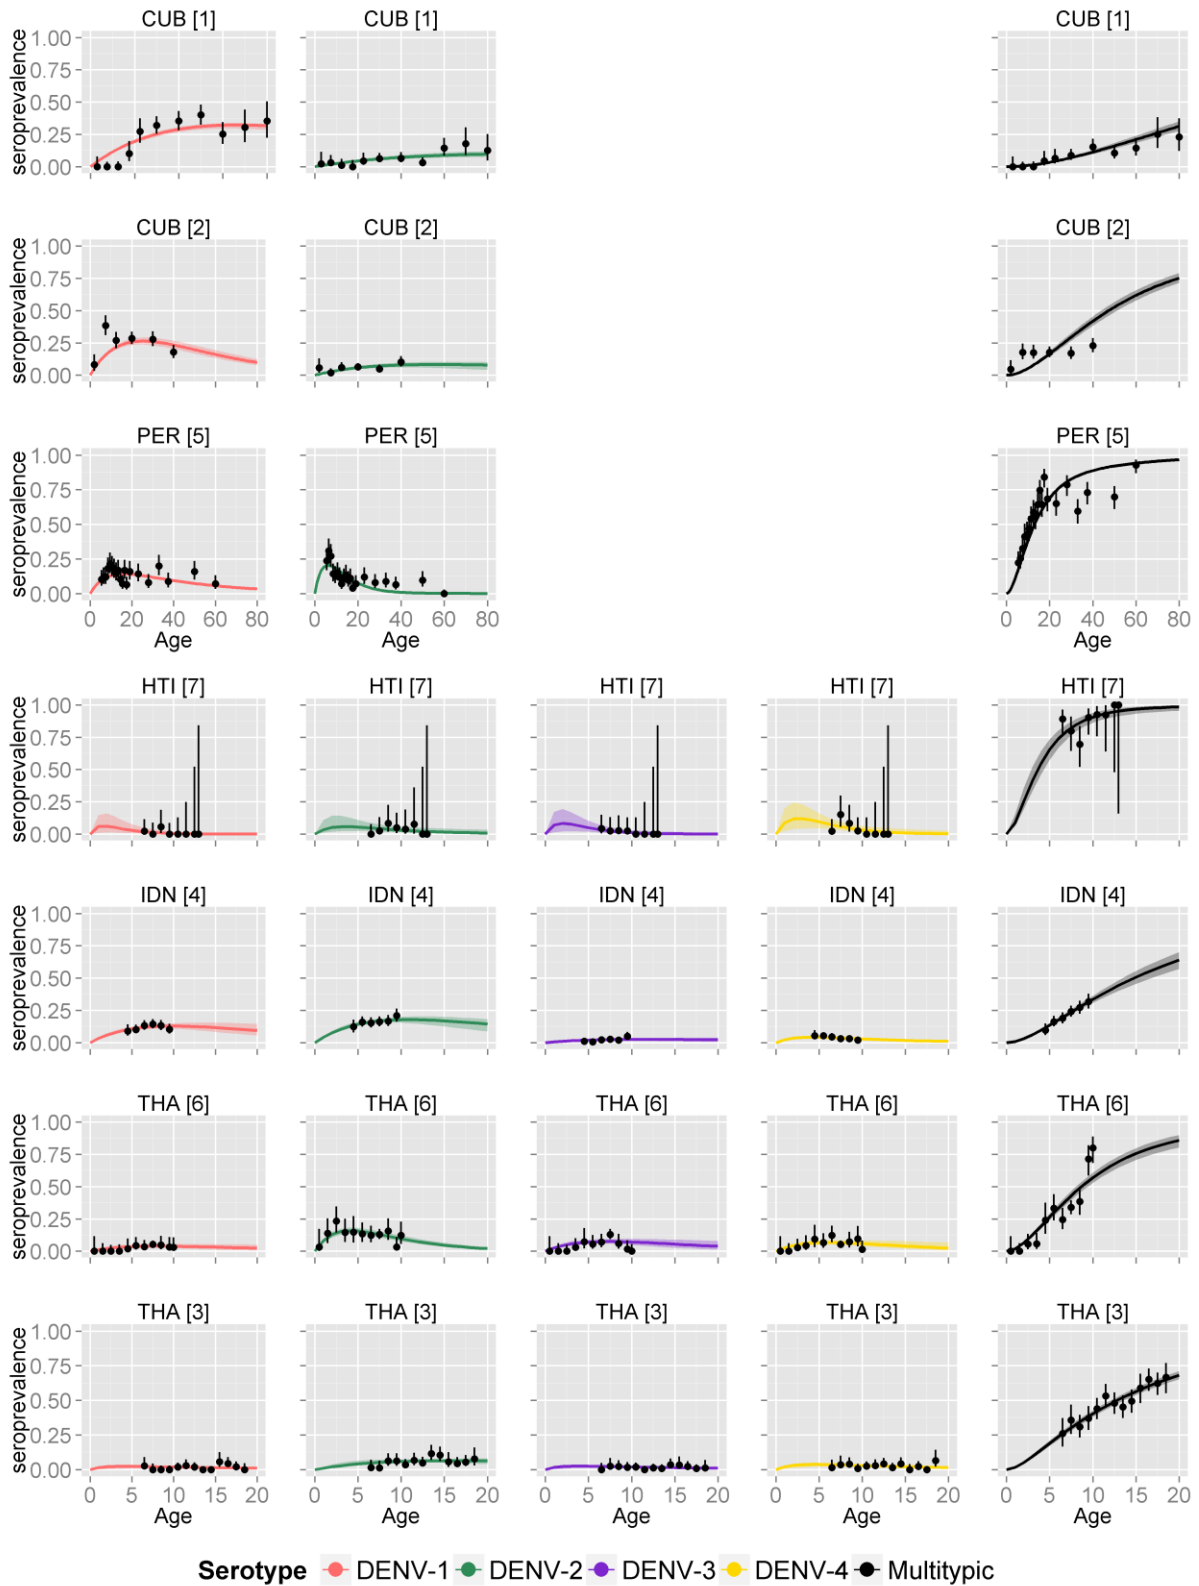 CUB [1] CUB [1] CUB [1]
seroprevalence
1.00
0.75
0.50
0.25
0.00
CUB [2] CUB [2] CUB [2]
seroprevalence
1.00
0.75
0.50
0.25
0.00
PER [5] PER [5] PER [5]
seroprevalence
1.00
0.75
0.50
0.25
0.00
0 20 40 60 80 0 20 40 60 80 0 20 40 60 80
Age Age Age
HTI [7] HTI [7] HTI [7] HTI [7] HTI [7]
seroprevalence
1.00
0.75
0.50
0.25
0.00
IDN [4] IDN [4] IDN [4] IDN [4] IDN [4]
seroprevalence
1.00
0.75
0.50
0.25
0.00
THA [6] THA [6] THA [6] THA [6] THA [6]
seroprevalence
1.00
0.75
0.50
0.25
0.00
THA [3] THA [3] THA [3] THA [3] THA [3]
seroprevalence
1.00
0.75
0.50
0.25
0.00
0 5 10 15 20 0 5 10 15 20 0 5 10 15 20 0 5 10 15 20 0 5 10 15 20
Age Age Age Age Age
Serotype DENV-1 DENV-2 DENV-3 DENV-4 Multitypic